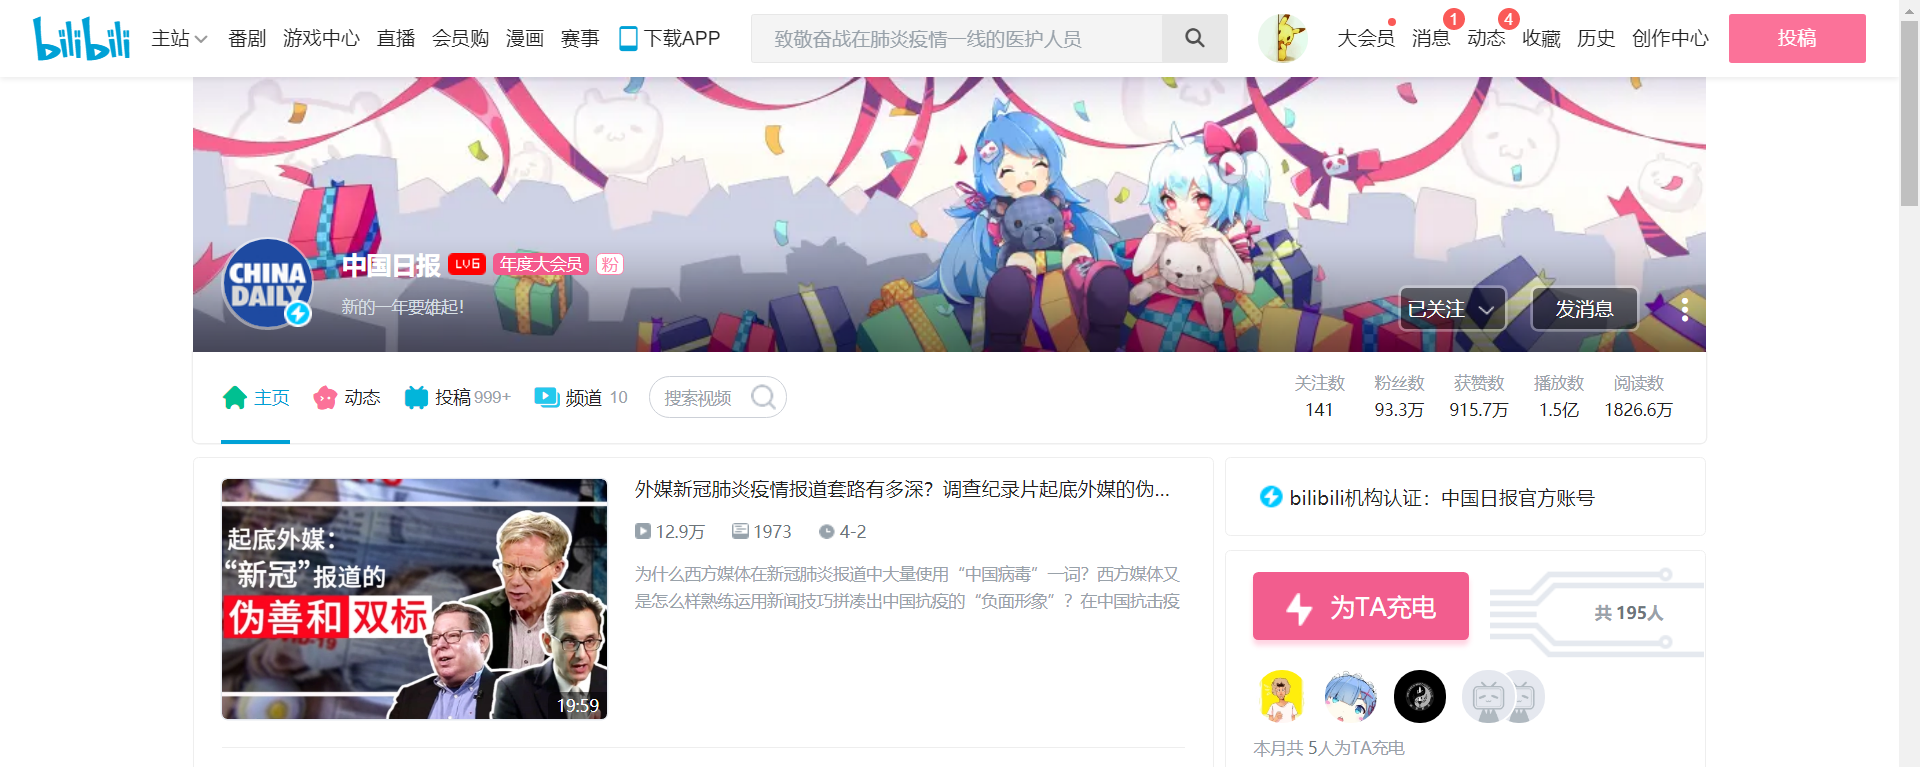 bilibili 主站 番剧 游戏中心 直播 会员购 漫画 赛事 下载APP 致敬奋战在肺炎疫情一线的医护人员 大会员 消息 1 动态 4 收藏 历史 创作中心 投稿
CHINA
DAILY
中国日报 LV6 年度大会员 粉
新的一年要雄起!
已关注 发消息
主页 动态 投稿 999+ 频道 10 搜索视频
关注数 粉丝数 获赞数 播放数 阅读数
141 93.3万 915.7万 1.5亿 1826.6万
起底外媒：
“新冠”报道的
伪善和双标
19:59
外媒新冠肺炎疫情报道套路有多深？调查纪录片起底外媒的伪...
12.9万 1973 4-2
为什么西方媒体在新冠肺炎报道中大量使用“中国病毒”一词？西方媒体又
是怎么样熟练运用新闻技巧拼凑出中国抗疫的“负面形象”？在中国抗击疫
bilibili机构认证：中国日报官方账号
为TA充电
共 195人
本月共 5人为TA充电